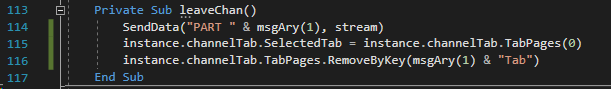 113 Private Sub leaveChan()
114 SendData("PART " & msgAry(1), stream)
115 instance.channelTab.SelectedTab = instance.channelTab.TabPages(0)
116 instance.channelTab.TabPages.RemoveByKey(msgAry(1) & "Tab")
117 End Sub